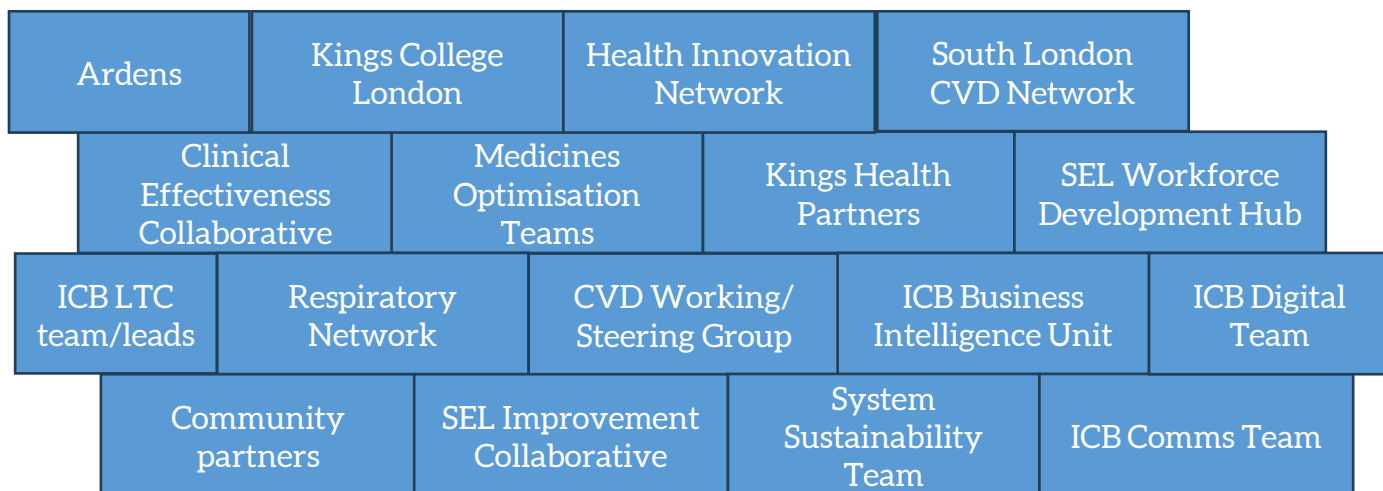 Ardens
Kings College
London
Health Innovation
Network
South London
CVD Network
Clinical
Effectiveness
Collaborative
Medicines
Optimisation
Teams
Kings Health
Partners
SEL Workforce
Development Hub
ICB LTC
team/leads
Respiratory
Network
CVD Working/
Steering Group
ICB Business
Intelligence Unit
ICB Digital
Team
Community
partners
SEL Improvement
Collaborative
System
Sustainability
Team
ICB Comms Team